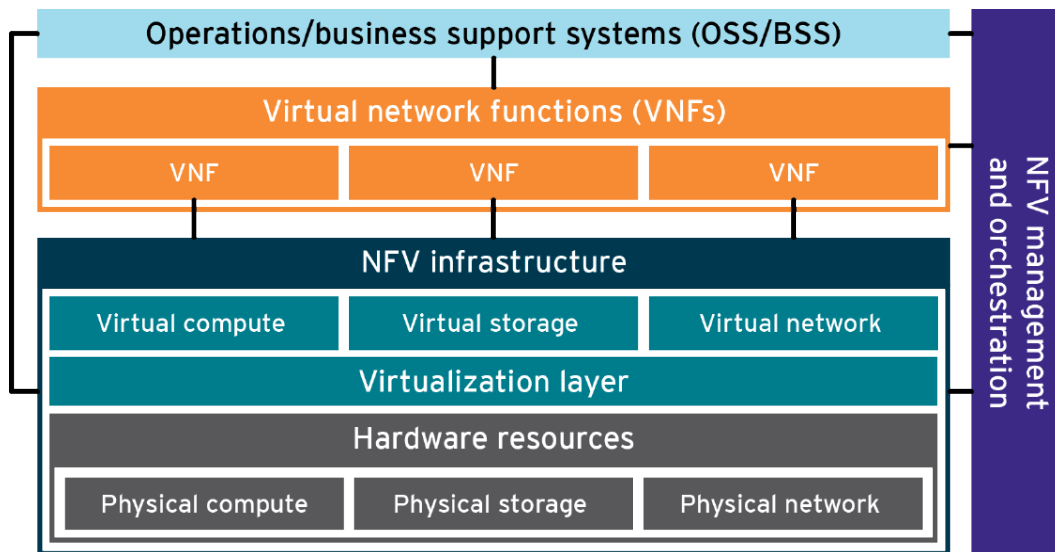 Operations/business support systems (OSS/BSS)
Virtual network functions (VNFs)
VNF
VNF
VNF
NFV infrastructure
Virtual compute
Virtual storage
Virtual network
Virtualization layer
Hardware resources
Physical compute
Physical storage
Physical network
NFV management
and orchestration